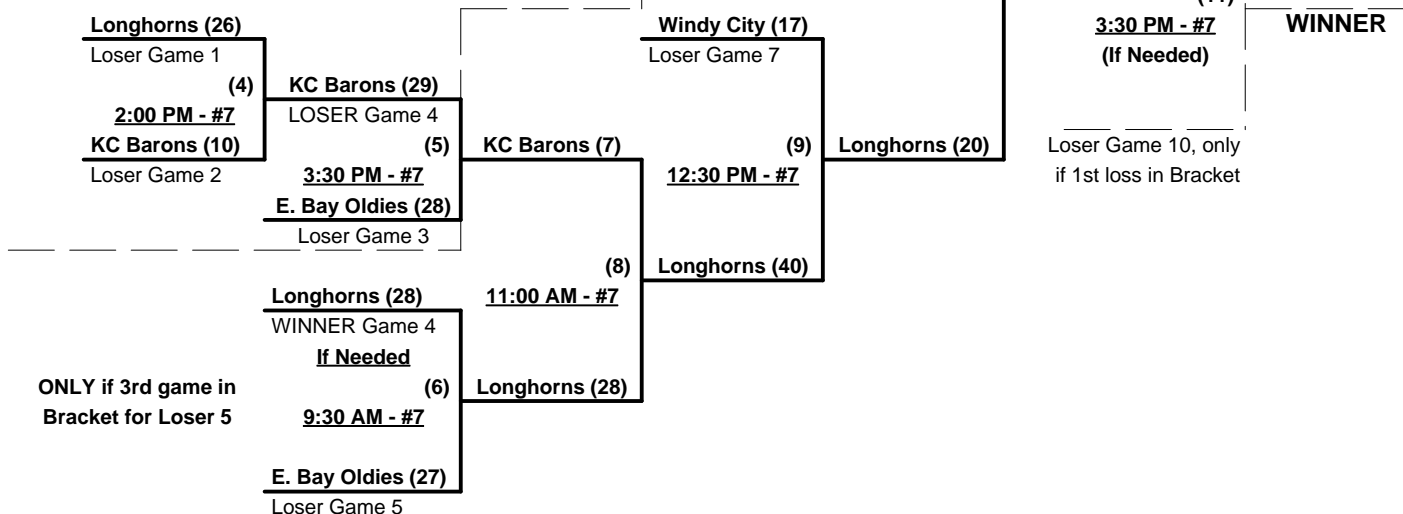 Longhorns (26)
Loser Game 1
(4)
2:00 PM - #7
KC Barons (10)
Loser Game 2
KC Barons (29)
LOSER Game 4
(5)
3:30 PM - #7
E. Bay Oldies (28)
Loser Game 3
KC Barons (7)
(8)
11:00 AM - #7
Longhorns (28)
WINNER Game 4
If Needed
(6)
9:30 AM - #7
ONLY if 3rd game in
Bracket for Loser 5
E. Bay Oldies (27)
Loser Game 5
Longhorns (28)
Windy City (17)
Loser Game 7
(9)
12:30 PM - #7
Longhorns (40)
Longhorns (20)
3:30 PM - #7
(If Needed)
Loser Game 10, only
if 1st loss in Bracket
WINNER